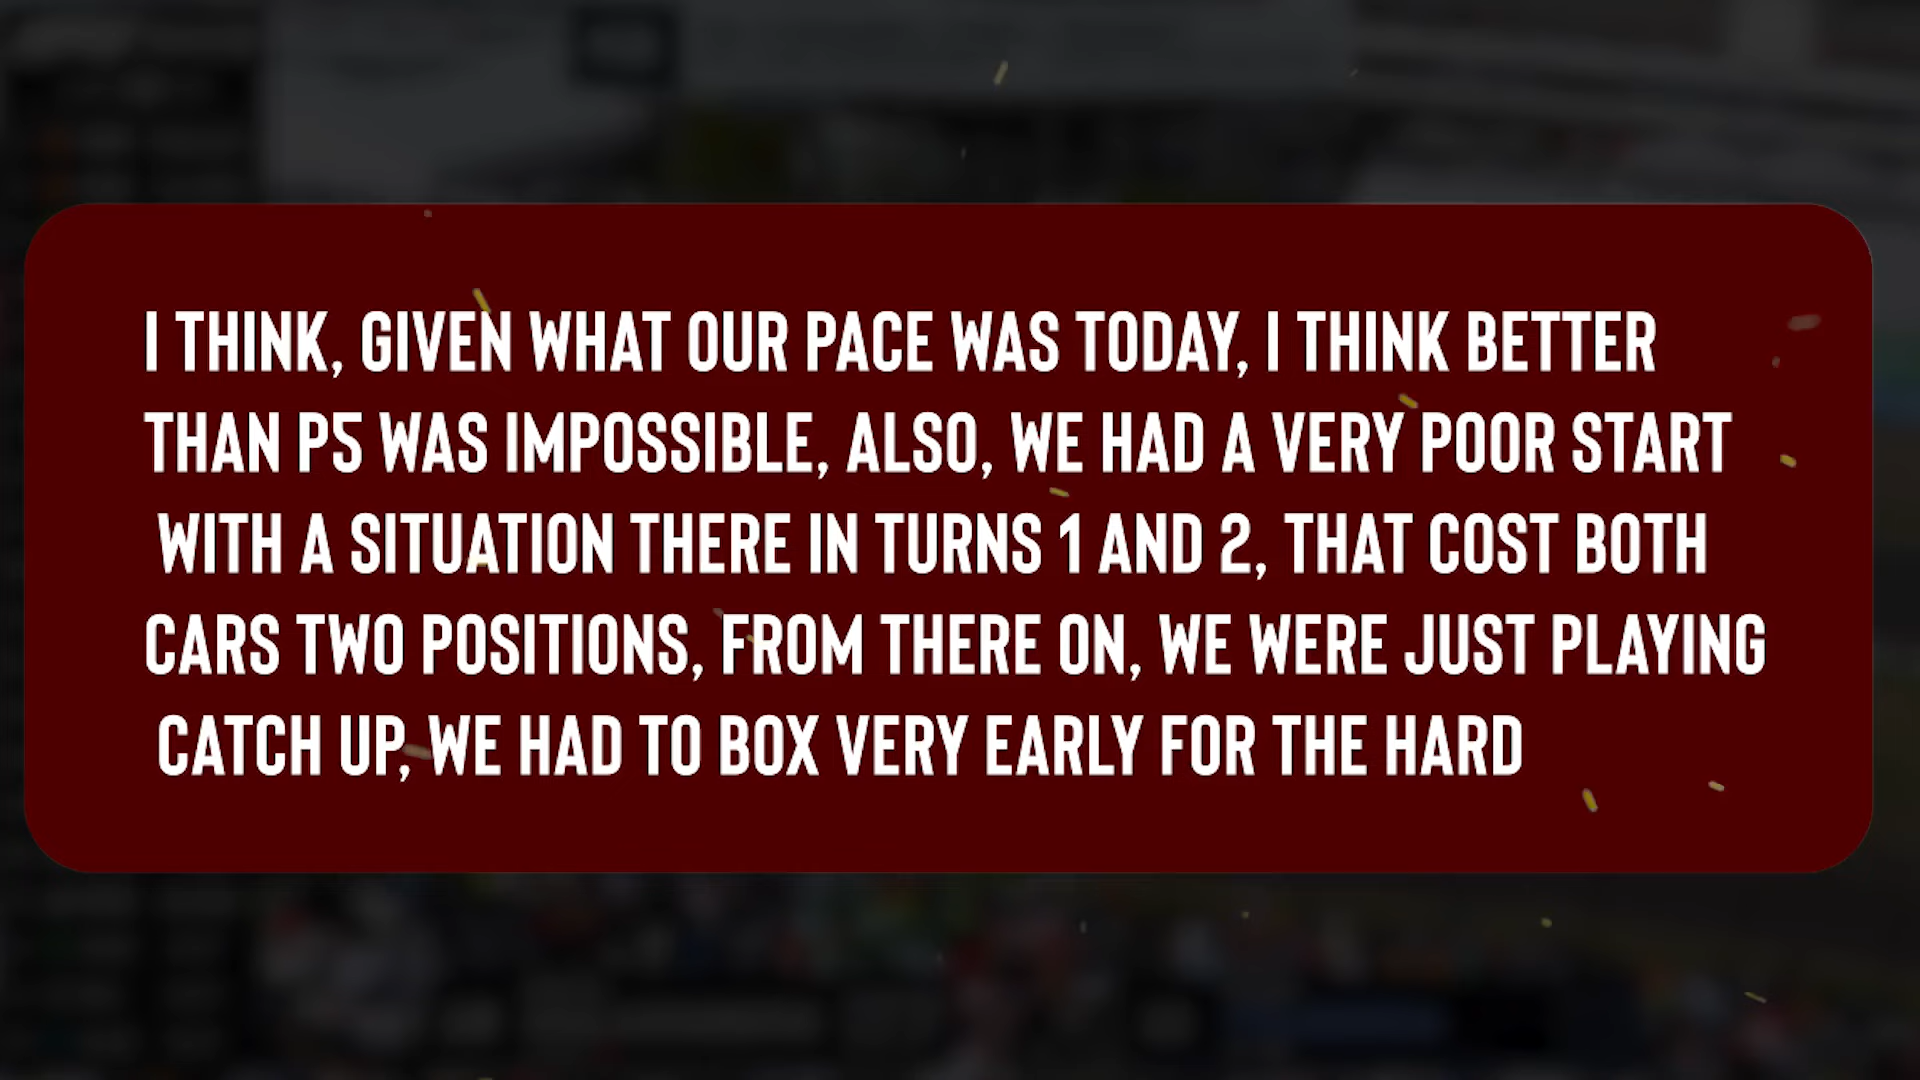 I THINK, GIVEN WHAT OUR PACE WAS TODAY, I THINK BETTER
THAN P5 WAS IMPOSSIBLE, ALSO, WE HAD A VERY POOR START
WITH A SITUATION THERE IN TURNS 1 AND 2, THAT COST BOTH
CARS TWO POSITIONS, FROM THERE ON, WE WERE JUST PLAYING
CATCH UP, WE HAD TO BOX VERY EARLY FOR THE HARD